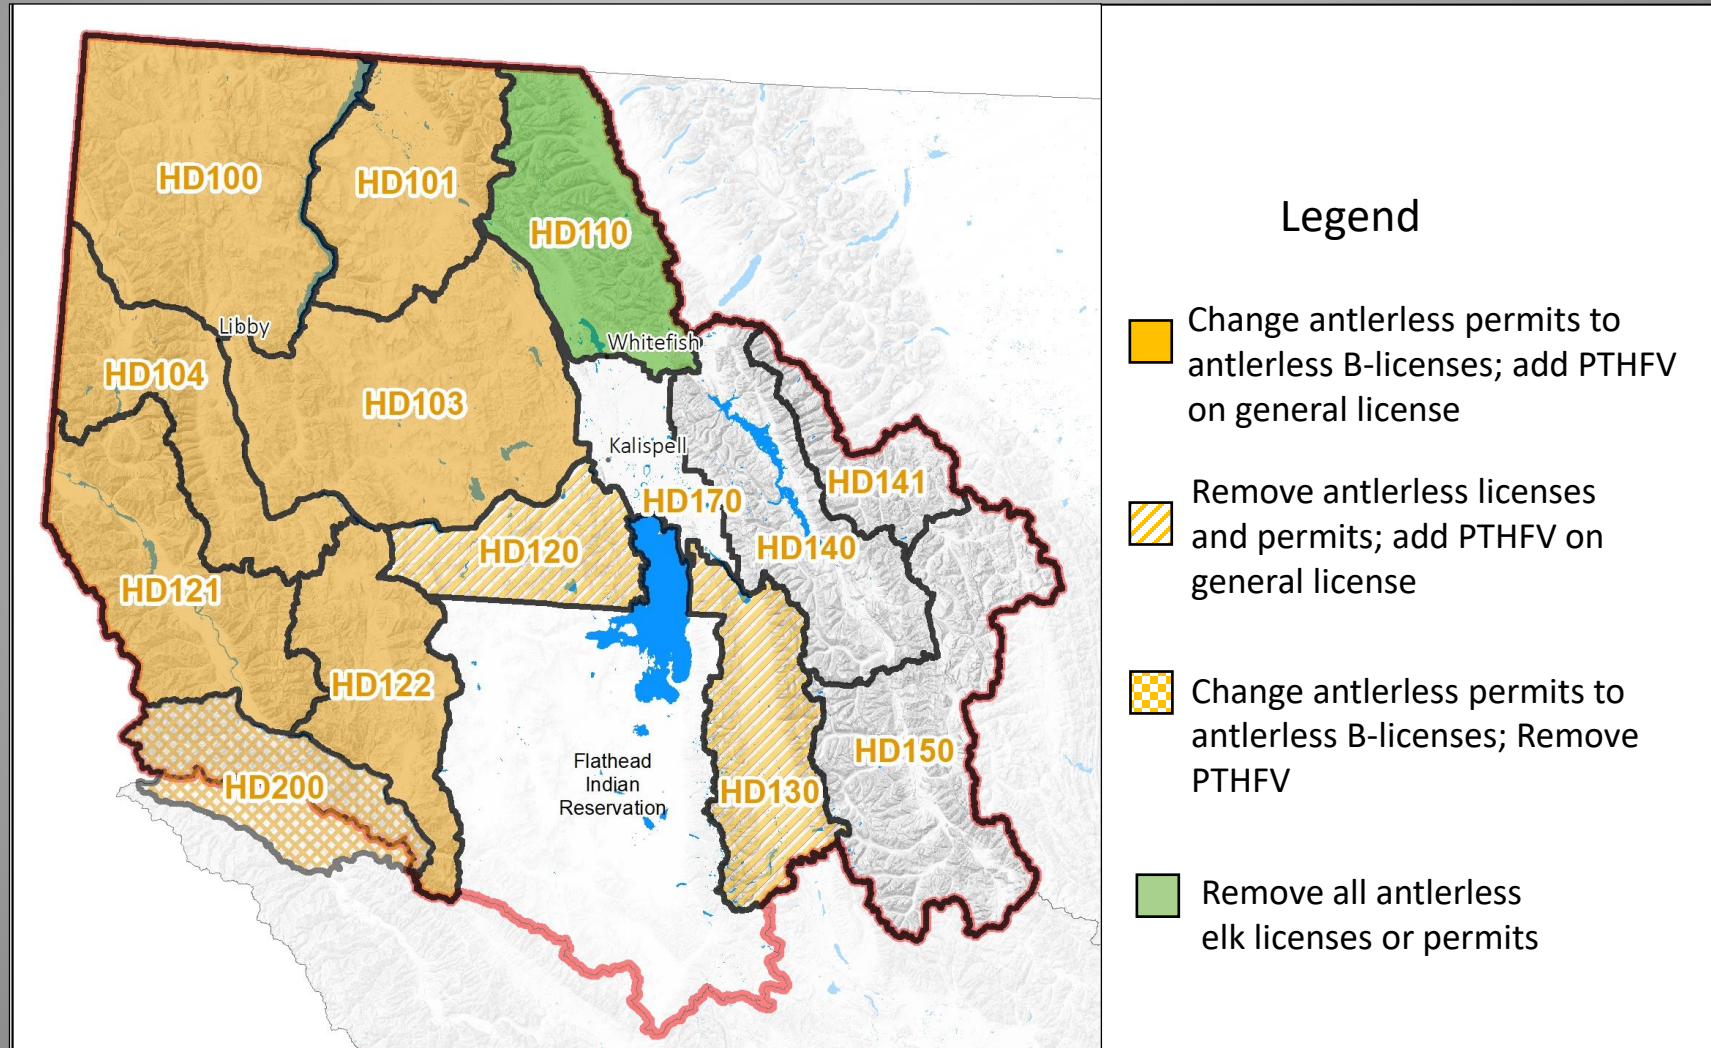 HD100
HD101
HD110
Libby
Whitefish
HD104
HD103
Kalispell
HD141
HD170
HD120
HD140
HD121
HD122
HD150
Flathead
Indian
Reservation
HD200
HD130
Legend
Change antlerless permits to
antlerless B-licenses; add PTHFV
on general license
Remove antlerless licenses
and permits; add PTHFV on
general license
Change antlerless permits to
antlerless B-licenses; Remove
PTHFV
Remove all antlerless
elk licenses or permits